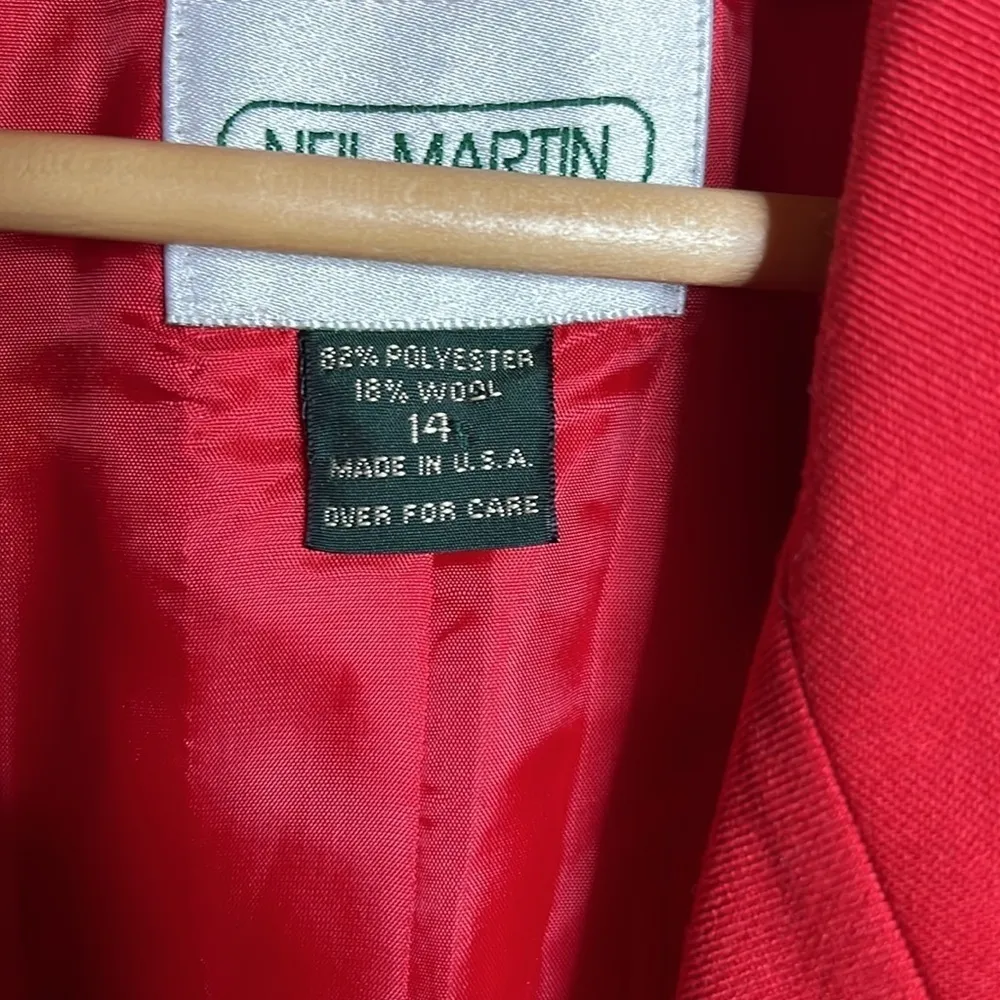 NEIL MARTIN
82% POLYESTER
18% WOOL
14
MADE IN U.S.A.
OVER FOR CARE